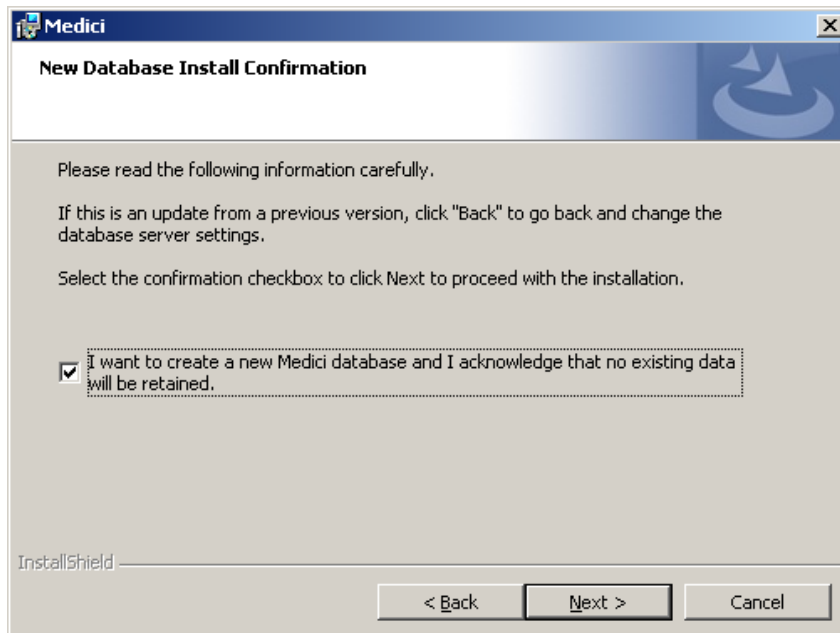 Medici
New Database Install Confirmation
Please read the following information carefully.
If this is an update from a previous version, click "Back" to go back and change the
database server settings.
Select the confirmation checkbox to click Next to proceed with the installation.
I want to create a new Medici database and I acknowledge that no existing data
will be retained.
InstallShield
< Back
Next >
Cancel